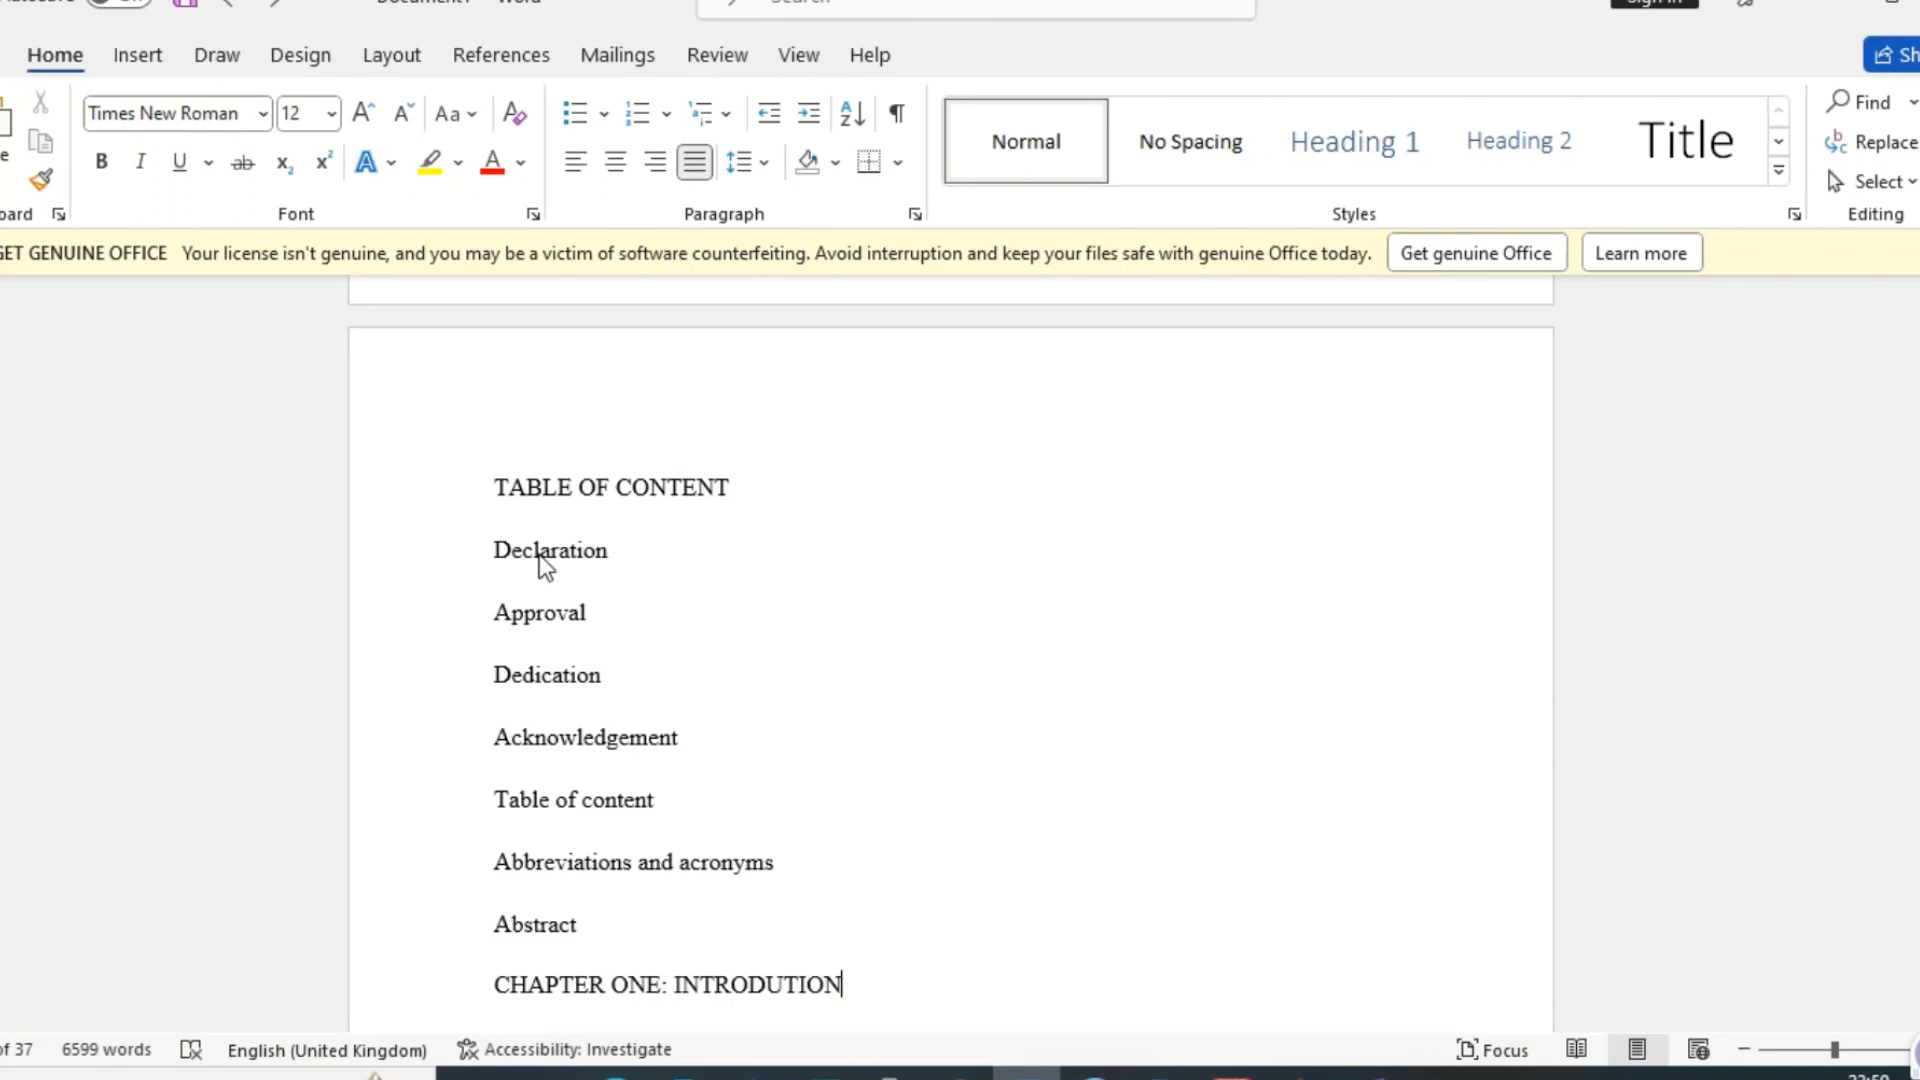 Home Insert Draw Design Layout References Mailings Review View Help
Times New Roman 12 Aa
Normal No Spacing Heading 1 Heading 2 Title
Find
Replace
Select
Font Paragraph Styles Editing
GET GENUINE OFFICE Your license isn't genuine, and you may be a victim of software counterfeiting. Avoid interruption and keep your files safe with genuine Office today. Get genuine Office Learn more
TABLE OF CONTENT
Declaration
Approval
Dedication
Acknowledgement
Table of content
Abbreviations and acronyms
Abstract
CHAPTER ONE: INTRODUTION
of 37 6599 words English (United Kingdom) Accessibility: Investigate Focus